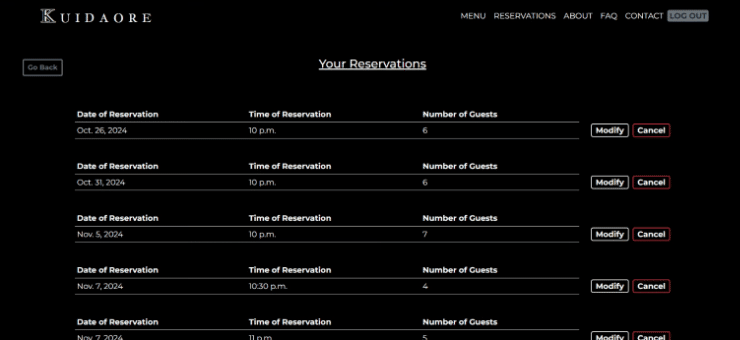 KUIDAORE
MENU RESERVATIONS ABOUT FAQ CONTACT LOG OUT
Go Back
Your Reservations
Date of Reservation Time of Reservation Number of Guests
Oct. 26, 2024 10 p.m. 6 Modify Cancel
Date of Reservation Time of Reservation Number of Guests
Oct. 31, 2024 10 p.m. 6 Modify Cancel
Date of Reservation Time of Reservation Number of Guests
Nov. 5, 2024 10 p.m. 7 Modify Cancel
Date of Reservation Time of Reservation Number of Guests
Nov. 7, 2024 10:30 p.m. 4 Modify Cancel
Date of Reservation Time of Reservation Number of Guests
Nov. 7, 2024 11 p.m. 5 Modify Cancel